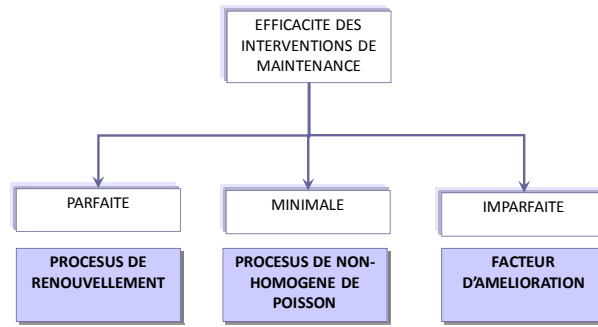 EFFICACITE DES
INTERVENTIONS DE
MAINTENANCE
PARFAITE
MINIMALE
IMPARFAITE
PROCESUS DE
RENOUVELLEMENT
PROCESUS DE NON-
HOMOGENE DE
POISSON
FACTEUR
D'AMELIORATION